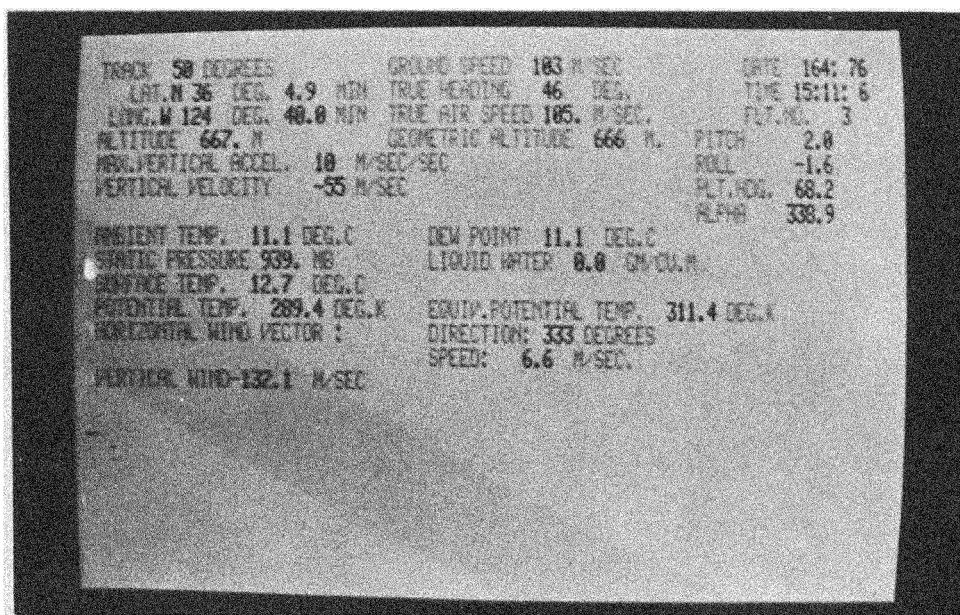 TRACK 50 DEGREES GROUND SPEED 103 M/SEC DATE 164: 76
LAT.N 36 DEG. 4.9 MIN TRUE HEADING 46 DEG. TIME 15:11: 6
LONG.W 124 DEG. 40.0 MIN TRUE AIR SPEED 105. M/SEC. FLT.NO. 3
ALTITUDE 667. M GEOMETRIC ALTITUDE 666 M. PITCH 2.0
MAX.VERTICAL ACCEL. 10 M/SEC/SEC ROLL -1.6
VERTICAL VELOCITY -55 M/SEC PLT.HDG. 68.2
ALPHA 338.9
AMBIENT TEMP. 11.1 DEG.C DEW POINT 11.1 DEG.C
STATIC PRESSURE 939. MB LIQUID WATER 0.0 GM/CU.M
SURFACE TEMP. 12.7 DEG.C
POTENTIAL TEMP. 289.4 DEG.K EQUIV.POTENTIAL TEMP. 311.4 DEG.K
HORIZONTAL WIND VECTOR : DIRECTION: 333 DEGREES
SPEED: 6.6 M/SEC.
VERTICAL WIND-132.1 M/SEC